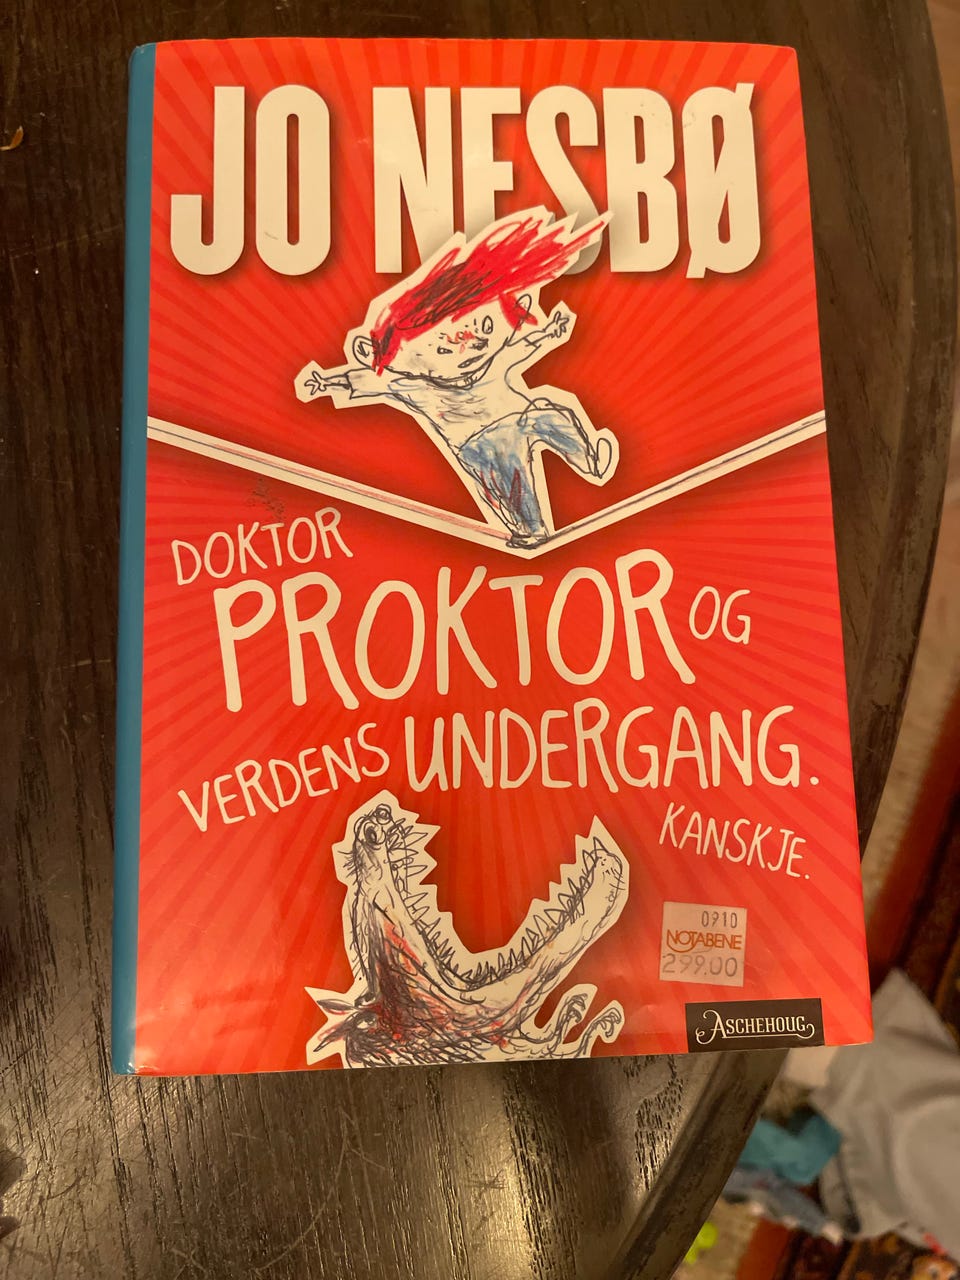 JO NESBØ
DOKTOR
PROKTOR OG
VERDENS UNDERGANG.
KANSKJE.
0910
NOTABENE
299.00
ASCHEHOUG